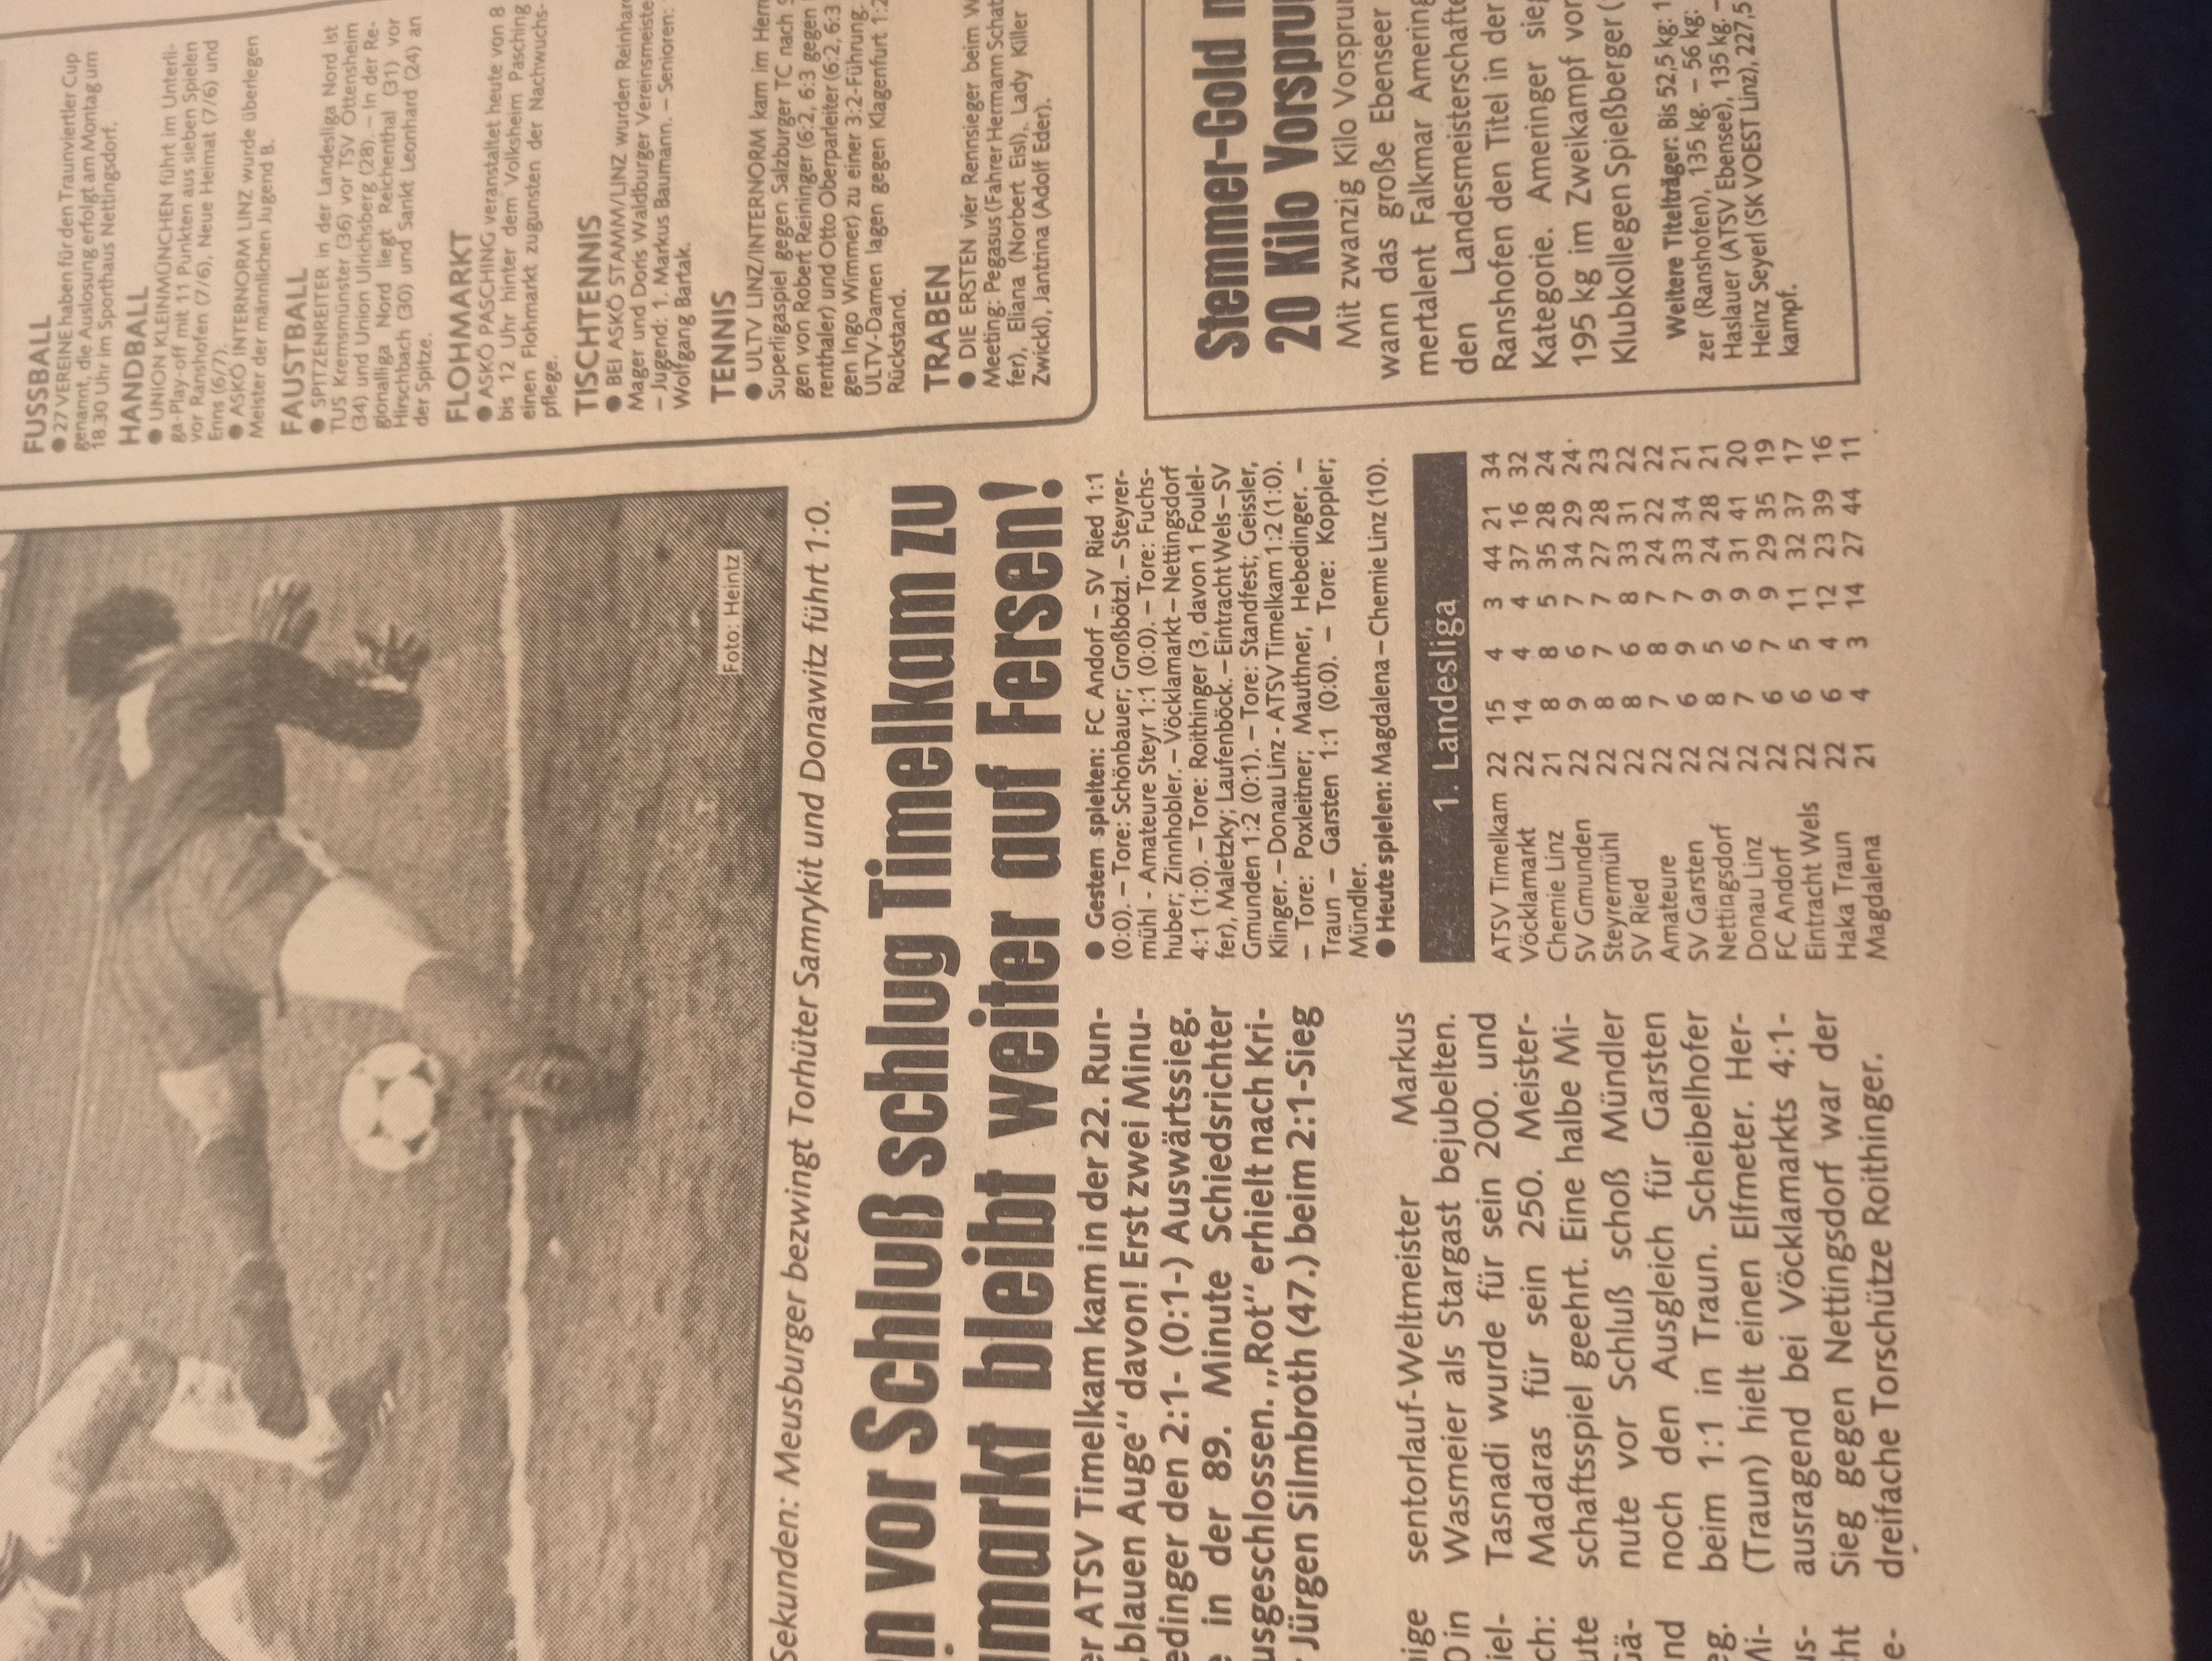 FUSSBALL
● 27 VEREINE haben für den Traunviertler Cup
genannt, die Auslosung erfolgt am Montag um
18.30 Uhr im Sporthaus Nettingsdorf.
HANDBALL
● UNION KLEINMÜNCHEN führt im Unterli-
ga-Play-off mit 11 Punkten aus sieben Spielen
vor Ranshofen (7/6), Neue Heimat (7/6) und
Enns (6/7).
● ASKÖ INTERNORM LINZ wurde überlegen
Meister der männlichen Jugend B.
FAUSTBALL
● SPITZENREITER in der Landesliga Nord ist
TUS Kremsmünster (36) vor TSV Ottensheim
(34) und Union Ulrichsberg (28). – In der Re-
gionalliga Nord liegt Reichenthal (31) vor
Hirschbach (30) und Sankt Leonhard (24) an
der Spitze.
FLOHMARKT
● ASKÖ PASCHING veranstaltet heute von 8
bis 12 Uhr hinter dem Volksheim Pasching
einen Flohmarkt zugunsten der Nachwuchs-
pflege.
TISCHTENNIS
● BEI ASKÖ STAMM/LINZ wurden Reinhard
Mager und Doris Waldburger Vereinsmeiste
– Jugend: 1. Markus Baumann. – Senioren:
Wolfgang Bartak.
TENNIS
● ULTV LINZ/INTERNORM kam im Herr
Superligaspiel gegen Salzburger TC nach
gen von Robert Reininger (6:2, 6:3 gegen
renthaler) und Otto Oberparleiter (6:2, 6:3
gen Ingo Wimmer) zu einer 3:2-Führung.
ULTV-Damen lagen gegen Klagenfurt 1:2
Rückstand.
TRABEN
● DIE ERSTEN vier Rennsieger beim W
Meeting: Pegasus (Fahrer Hermann Schat
fer), Eliana (Norbert Eisl), Lady Killer
Zwickl), Jantrina (Adolf Eder).
Stemmer-Gold
20 Kilo Vorspru
Mit zwanzig Kilo Vorsprun
wann das große Ebenseer
mertalent Falkmar Amering
den Landesmeisterschafte
Ranshofen den Titel in der
Kategorie. Ameringer sieg
195 kg im Zweikampf vor
Klubkollegen Spießberger (
Weitere Titelträger: Bis 52,5 kg: 1
zer (Ranshofen), 135 kg. – 56 kg:
Haslauer (ATSV Ebensee), 135 kg. –
Heinz Seyerl (SK VOEST Linz), 227,5
kampf.
Foto: Heintz
Sekunden: Meusburger bezwingt Torhüter Samrykit und Donawitz führt 1:0.
n vor Schluß schlug Timelkam zu
markt bleibt weiter auf Fersen!
er ATSV Timelkam kam in der 22. Run-
„blauen Auge“ davon! Erst zwei Minu-
edinger den 2:1- (0:1-) Auswärtssieg.
e in der 89. Minute Schiedsrichter
usgeschlossen. „Rot“ erhielt nach Kri-
Jürgen Silmbroth (47.) beim 2:1-Sieg
nige
0 in
iel-
ch:
ute
uä-
nd
eg.
Mi-
us-
cht
e-
sentorlauf-Weltmeister Markus
Wasmeier als Stargast bejubelten.
Tasnadi wurde für sein 200. und
Madaras für sein 250. Meister-
schaftsspiel geehrt. Eine halbe Mi-
nute vor Schluß schoß Mündler
noch den Ausgleich für Garsten
beim 1:1 in Traun. Scheibelhofer
(Traun) hielt einen Elfmeter. Her-
ausragend bei Vöcklamarkts 4:1-
Sieg gegen Nettingsdorf war der
dreifache Torschütze Roithinger.
● Gestern spielten: FC Andorf – SV Ried 1:1
(0:0). – Tore: Schönbauer; Großbötzl. – Steyrer-
mühl - Amateure Steyr 1:1 (0:0). – Tore: Fuchs-
huber; Zinnhobler. – Vöcklamarkt – Nettingsdorf
4:1 (1:0). – Tore: Roithinger (3, davon 1 Foulel-
fer), Maletzky; Laufenböck. – Eintracht Wels – SV
Gmunden 1:2 (0:1). – Tore: Standfest; Geissler,
Klinger. – Donau Linz - ATSV Timelkam 1:2 (1:0).
– Tore: Poxleitner; Mauthner, Hebedinger. –
Traun – Garsten 1:1 (0:0). – Tore: Koppler;
Mündler.
● Heute spielen: Magdalena – Chemie Linz (10).
1. Landesliga
ATSV Timelkam 22 15 4 3 44 21 34
Vöcklamarkt 22 14 4 4 37 16 32
Chemie Linz 21 8 8 5 35 28 24
SV Gmunden 22 9 6 7 34 29 24
Steyrermühl 22 8 7 7 27 28 23
SV Ried 22 8 6 8 33 31 22
Amateure 22 7 8 7 24 22 22
SV Garsten 22 6 9 7 33 34 21
Nettingsdorf 22 8 5 9 24 28 21
Donau Linz 22 7 6 9 31 41 20
FC Andorf 22 6 7 9 29 35 19
Eintracht Wels 22 6 5 11 32 37 17
Haka Traun 22 6 4 12 23 39 16
Magdalena 21 4 3 14 27 44 11